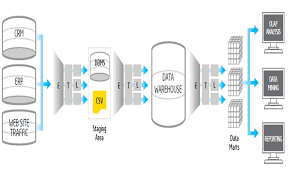 CRM
ERP
WEB SITE
TRAFFIC
E T L
DBMS
CSV
Staging
Area
E T L
DATA
WAREHOUSE
E T L
Data
Marts
OLAP
ANALYSIS
DATA
MINING
REPORTING